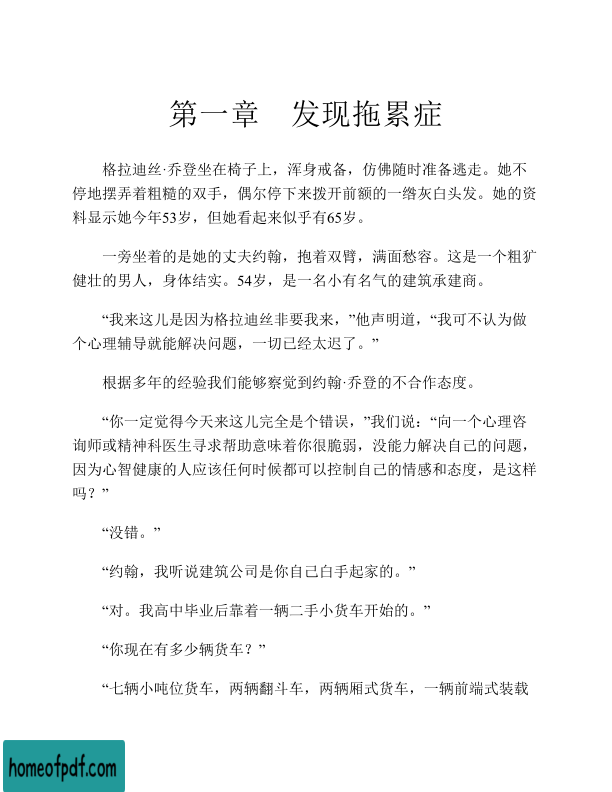 第一章　发现拖累症
格拉迪丝·乔登坐在椅子上，浑身戒备，仿佛随时准备逃走。她不
停地摆弄着粗糙的双手，偶尔停下来拨开前额的一绺灰白头发。她的资
料显示她今年53岁，但她看起来似乎有65岁。
一旁坐着的是她的丈夫约翰，抱着双臂，满面愁容。这是一个粗犷
健壮的男人，身体结实。54岁，是一名小有名气的建筑承建商。
“我来这儿是因为格拉迪丝非要我来，”他声明道，“我可不认为做
个心理辅导就能解决问题，一切已经太迟了。”
根据多年的经验我们能够察觉到约翰·乔登的不合作态度。
“你一定觉得今天来这儿完全是个错误，”我们说：“向一个心理咨
询师或精神科医生寻求帮助意味着你很脆弱，没能力解决自己的问题，
因为心智健康的人应该任何时候都可以控制自己的情感和态度，是这样
吗？”
“没错。”
“约翰，我听说建筑公司是你自己白手起家的。”
“对。我高中毕业后靠着一辆二手小货车开始的。”
“你现在有多少辆货车？”
“七辆小吨位货车，两辆翻斗车，两辆厢式货车，一辆前端式装载
homeofpdf.com